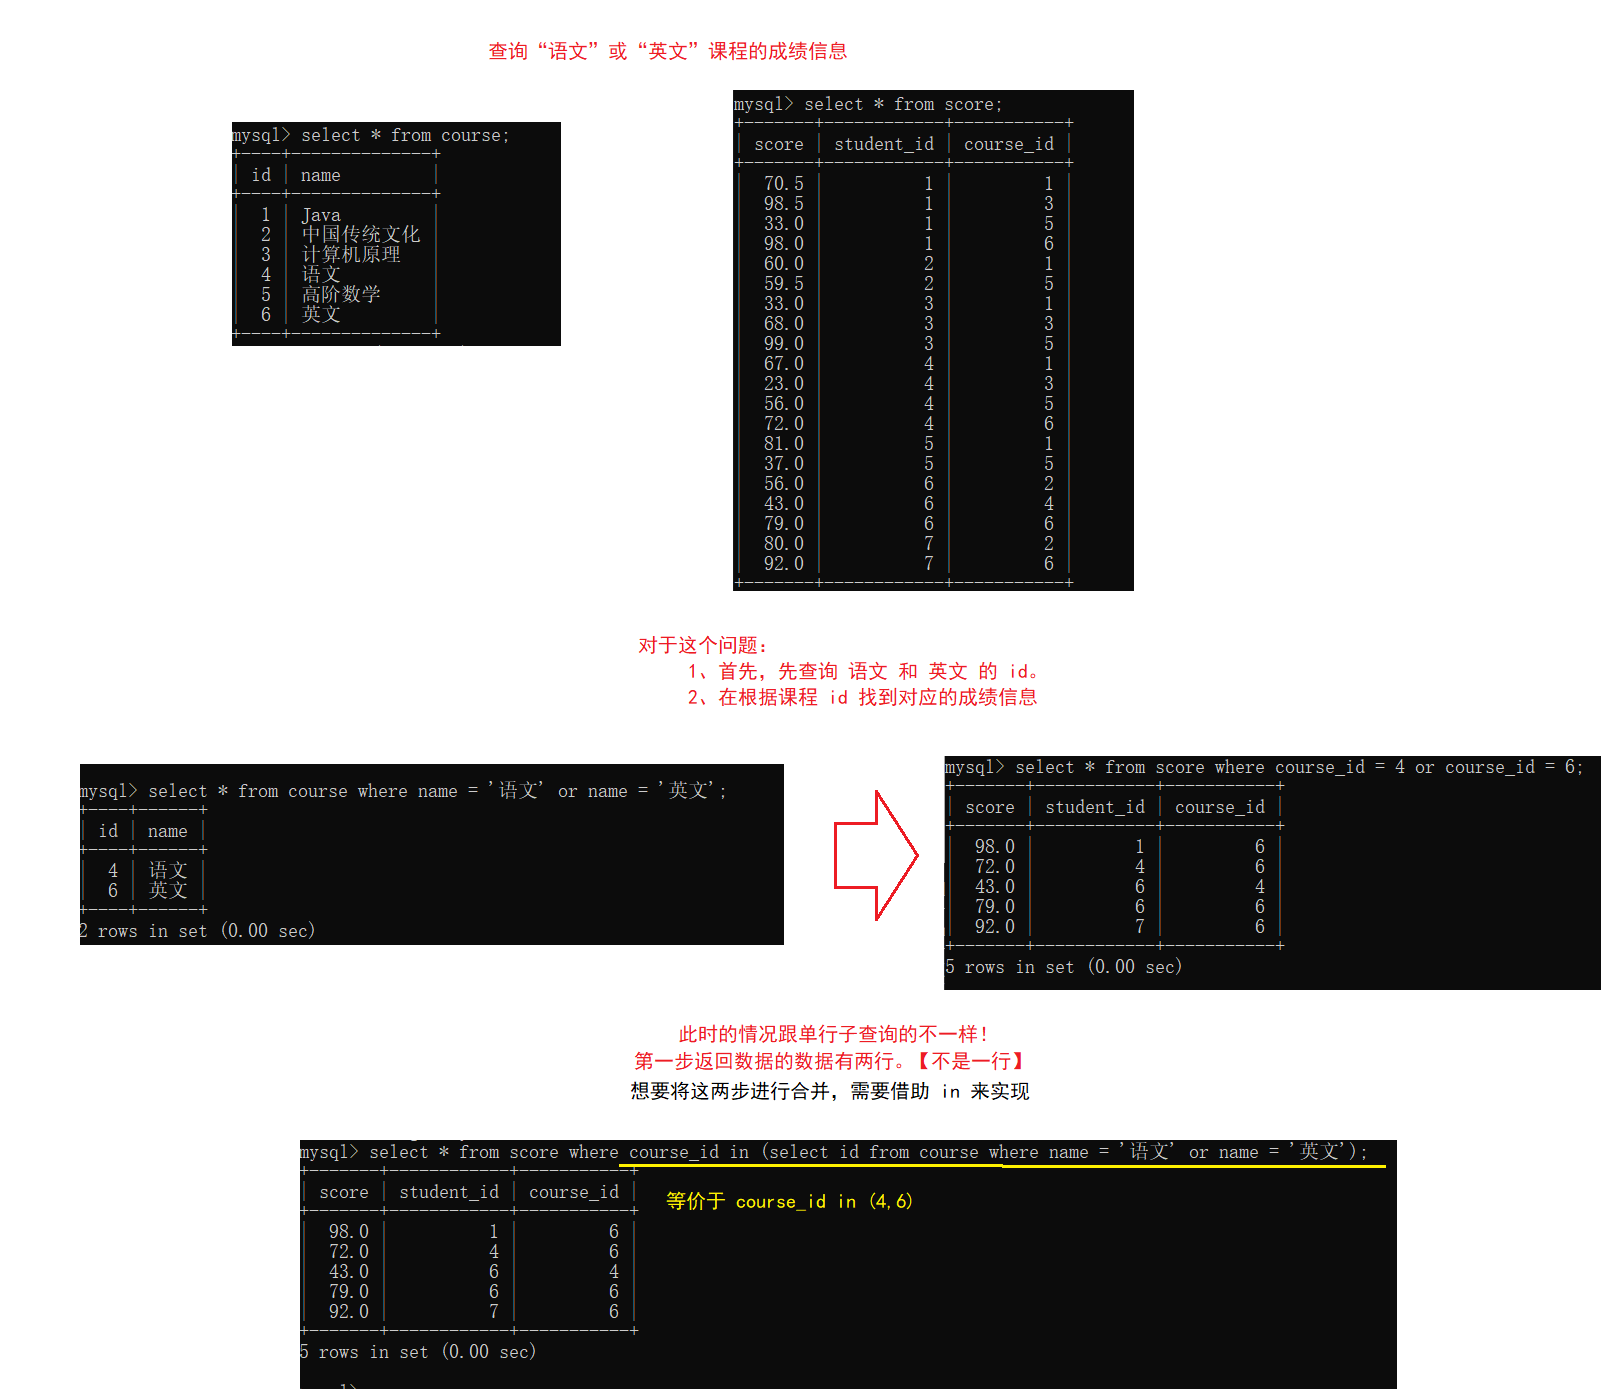 查询“语文”或“英文”课程的成绩信息
mysql> select * from course;
+----+--------------+
| id | name         |
+----+--------------+
|  1 | Java         |
|  2 | 中国传统文化 |
|  3 | 计算机原理   |
|  4 | 语文         |
|  5 | 高阶数学     |
|  6 | 英文         |
+----+--------------+
mysql> select * from score;
+-------+------------+-----------+
| score | student_id | course_id |
+-------+------------+-----------+
|  70.5 |          1 |         1 |
|  98.5 |          1 |         3 |
|  33.0 |          1 |         5 |
|  98.0 |          1 |         6 |
|  60.0 |          2 |         1 |
|  59.5 |          2 |         5 |
|  33.0 |          3 |         1 |
|  68.0 |          3 |         3 |
|  99.0 |          3 |         5 |
|  67.0 |          4 |         1 |
|  23.0 |          4 |         3 |
|  56.0 |          4 |         5 |
|  72.0 |          4 |         6 |
|  81.0 |          5 |         1 |
|  37.0 |          5 |         5 |
|  56.0 |          6 |         2 |
|  43.0 |          6 |         4 |
|  79.0 |          6 |         6 |
|  80.0 |          7 |         2 |
|  92.0 |          7 |         6 |
+-------+------------+-----------+
对于这个问题:
1、首先，先查询 语文 和 英文 的 id。
2、在根据课程 id 找到对应的成绩信息
mysql> select * from course where name = '语文' or name = '英文';
+----+------+
| id | name |
+----+------+
|  4 | 语文 |
|  6 | 英文 |
+----+------+
2 rows in set (0.00 sec)
mysql> select * from score where course_id = 4 or course_id = 6;
+-------+------------+-----------+
| score | student_id | course_id |
+-------+------------+-----------+
|  98.0 |          1 |         6 |
|  72.0 |          4 |         6 |
|  43.0 |          6 |         4 |
|  79.0 |          6 |         6 |
|  92.0 |          7 |         6 |
+-------+------------+-----------+
5 rows in set (0.00 sec)
此时的情况跟单行子查询的不一样！
第一步返回数据的数据有两行。【不是一行】
想要将这两步进行合并，需要借助 in 来实现
mysql> select * from score where course_id in (select id from course where name = '语文' or name = '英文');
+-------+------------+-----------+
| score | student_id | course_id |
+-------+------------+-----------+
|  98.0 |          1 |         6 |
|  72.0 |          4 |         6 |
|  43.0 |          6 |         4 |
|  79.0 |          6 |         6 |
|  92.0 |          7 |         6 |
+-------+------------+-----------+
5 rows in set (0.00 sec)
等价于 course_id in (4,6)